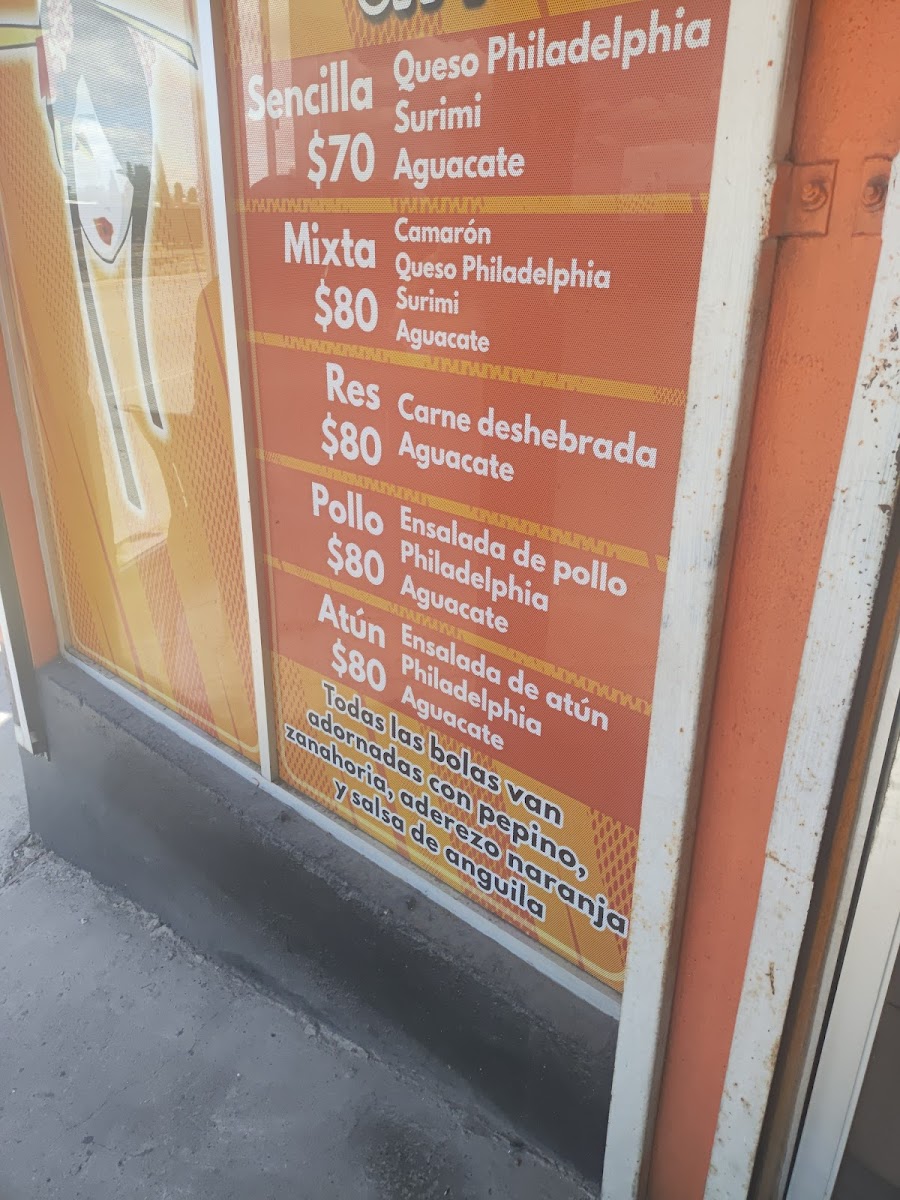 Sencilla
$70
Queso Philadelphia
Surimi
Aguacate
Mixta
$80
Camarón
Queso Philadelphia
Surimi
Aguacate
Res
$80
Carne deshebrada
Aguacate
Pollo
$80
Ensalada de pollo
Philadelphia
Aguacate
Atún
$80
Ensalada de atún
Philadelphia
Aguacate
Todas las bolas van
adornadas con pepino,
zanahoria, aderezo naranja
y salsa de anguila